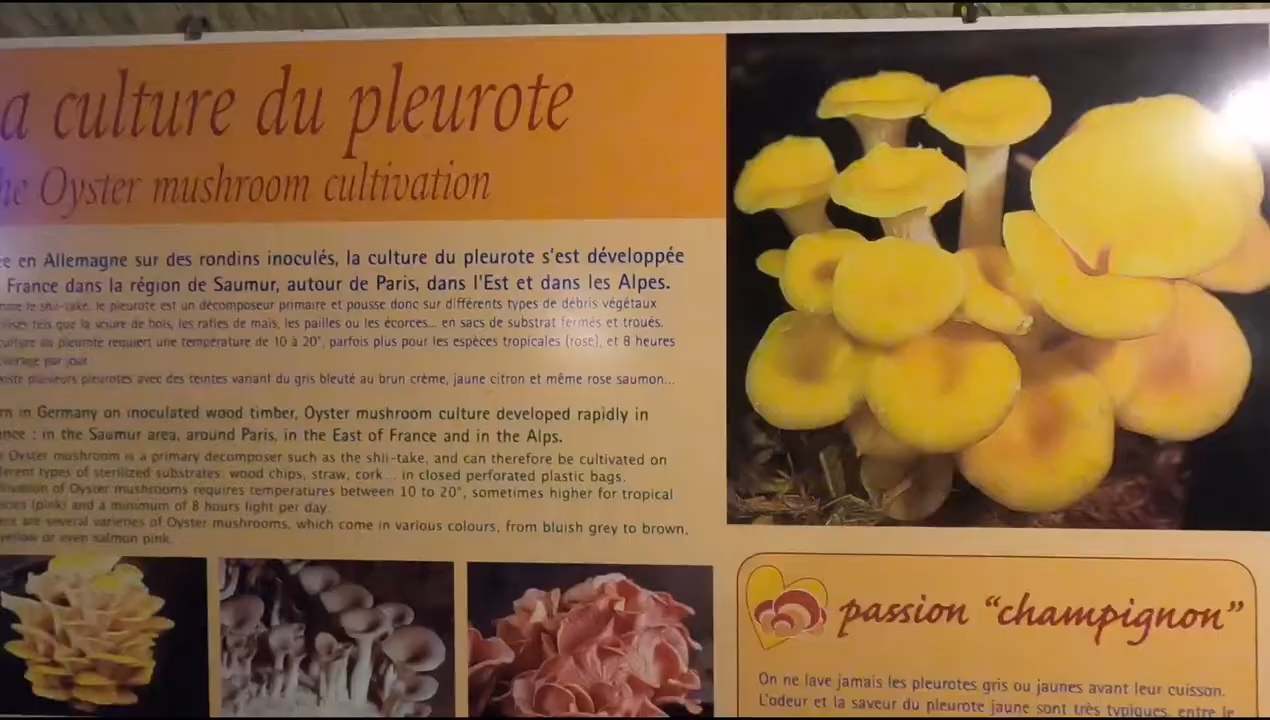 a culture du pleurote
he Oyster mushroom cultivation
en Allemagne sur des rondins inoculés, la culture du pleurote s'est développée
France dans la région de Saumur, autour de Paris, dans l'Est et dans les Alpes.
le shii-take, le pleurote est un décomposeur primaire et pousse donc sur différents types de débris végétaux
tels que la sciure de bois, les rafles de maïs, les pailles ou les écorces... en sacs de substrat fermés et troués.
culture du pleurote requiert une température de 10 à 20°, parfois plus pour les espèces tropicales (rose), et 8 heures
par jour.
plusieurs pleurotes avec des teintes variant du gris bleuté au brun crème, jaune citron et même rose saumon...
rn in Germany on inoculated wood timber, Oyster mushroom culture developed rapidly in
nce : in the Saumur area, around Paris, in the East of France and in the Alps.
Oyster mushroom is a primary decomposer such as the shii-take, and can therefore be cultivated on
ferent types of sterilized substrates: wood chips, straw, cork... in closed perforated plastic bags.
ltivation of Oyster mushrooms requires temperatures between 10 to 20°, sometimes higher for tropical
cies (pink) and a minimum of 8 hours light per day.
ere are several varieties of Oyster mushrooms, which come in various colours, from bluish grey to brown,
yellow or even salmon pink.
passion "champignon"
On ne lave jamais les pleurotes gris ou jaunes avant leur cuisson.
L'odeur et la saveur du pleurote jaune sont très typiques, entre le